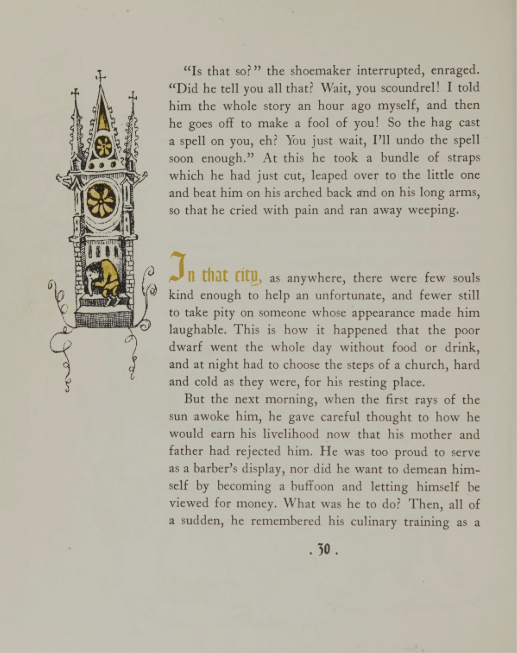 “Is that so?” the shoemaker interrupted, enraged.
“Did he tell you all that? Wait, you scoundrel! I told
him the whole story an hour ago myself, and then
he goes off to make a fool of you! So the hag cast
a spell on you, eh? You just wait, I’ll undo the spell
soon enough.” At this he took a bundle of straps
which he had just cut, leaped over to the little one
and beat him on his arched back and on his long arms,
so that he cried with pain and ran away weeping.
In that city, as anywhere, there were few souls
kind enough to help an unfortunate, and fewer still
to take pity on someone whose appearance made him
laughable. This is how it happened that the poor
dwarf went the whole day without food or drink,
and at night had to choose the steps of a church, hard
and cold as they were, for his resting place.
But the next morning, when the first rays of the
sun awoke him, he gave careful thought to how he
would earn his livelihood now that his mother and
father had rejected him. He was too proud to serve
as a barber’s display, nor did he want to demean him-
self by becoming a buffoon and letting himself be
viewed for money. What was he to do? Then, all of
a sudden, he remembered his culinary training as a
. 30 .